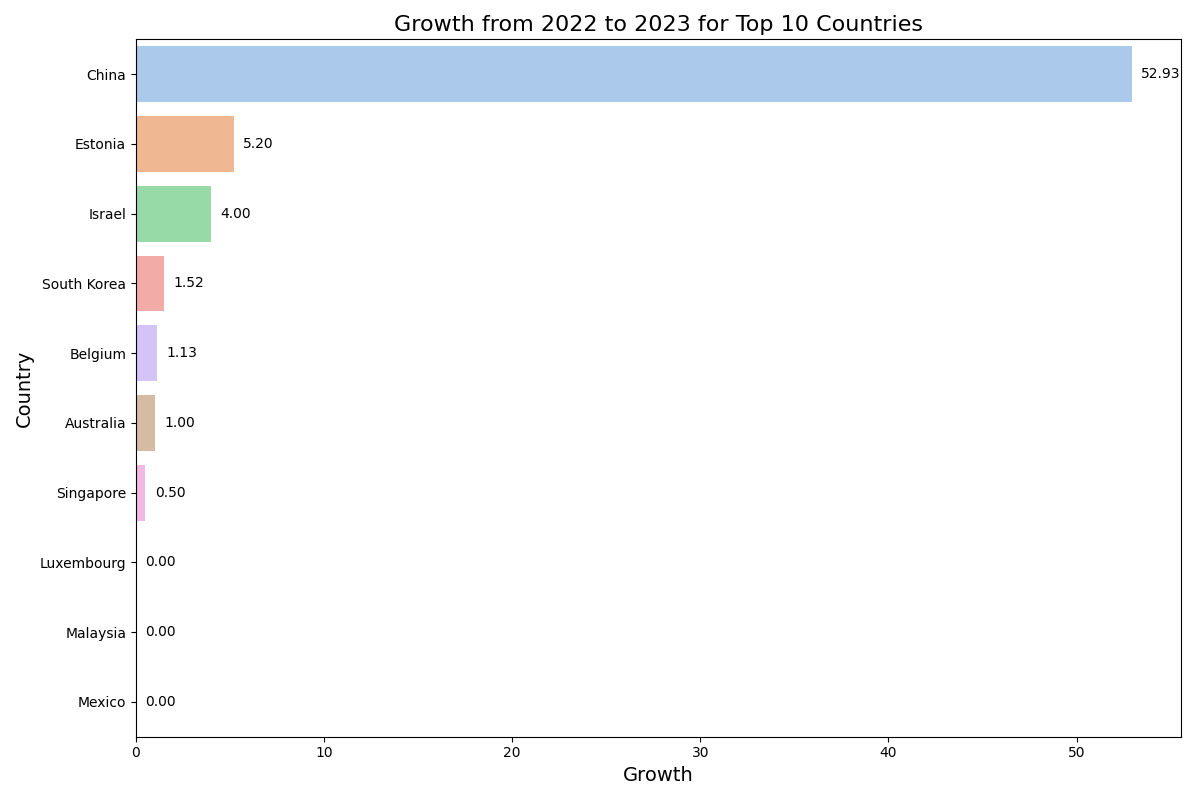 Growth from 2022 to 2023 for Top 10 Countries
China 52.93
Estonia 5.20
Israel 4.00
South Korea 1.52
Belgium 1.13
Australia 1.00
Singapore 0.50
Luxembourg 0.00
Malaysia 0.00
Mexico 0.00
Country
0 10 20 30 40 50
Growth